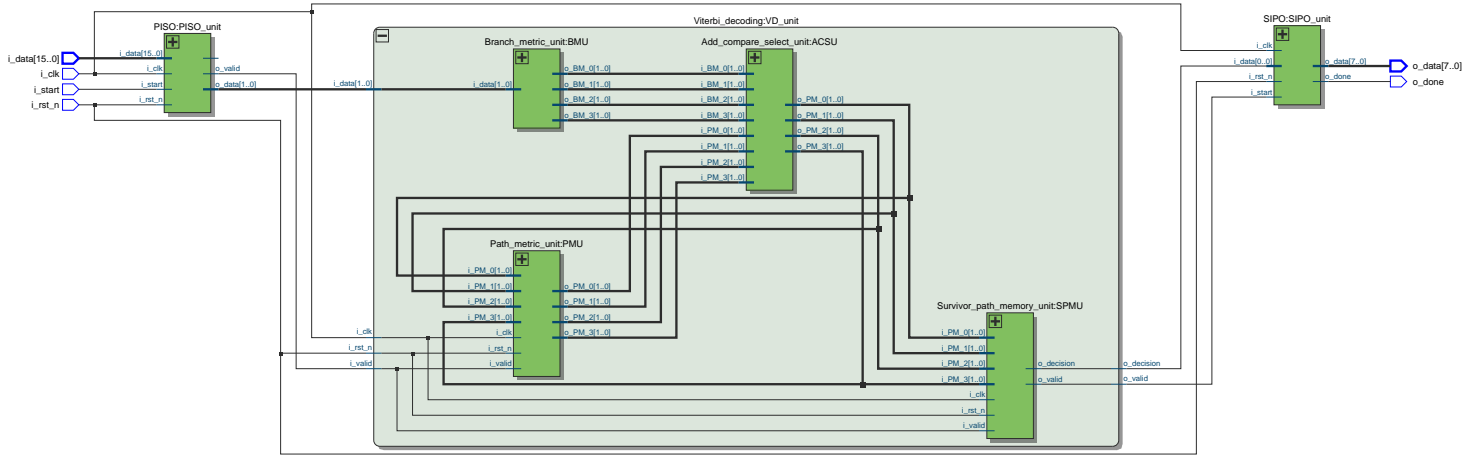 PISO:PISO_unit
i_data[15..0]
i_clk
i_start
i_rst_n
i_data[15..0]
i_clk
i_start
i_rst_n
o_valid
o_data[1..0]
Viterbi_decoding:VD_unit
i_data[1..0]
Branch_metric_unit:BMU
i_data[1..0]
o_BM_0[1..0]
o_BM_1[1..0]
o_BM_2[1..0]
o_BM_3[1..0]
Add_compare_select_unit:ACSU
i_BM_0[1..0]
i_BM_1[1..0]
i_BM_2[1..0]
i_BM_3[1..0]
i_PM_0[1..0]
i_PM_1[1..0]
i_PM_2[1..0]
i_PM_3[1..0]
o_PM_0[1..0]
o_PM_1[1..0]
o_PM_2[1..0]
o_PM_3[1..0]
Path_metric_unit:PMU
i_PM_0[1..0]
i_PM_1[1..0]
i_PM_2[1..0]
i_PM_3[1..0]
i_clk
i_rst_n
i_valid
o_PM_0[1..0]
o_PM_1[1..0]
o_PM_2[1..0]
o_PM_3[1..0]
i_clk
i_rst_n
i_valid
Survivor_path_memory_unit:SPMU
i_PM_0[1..0]
i_PM_1[1..0]
i_PM_2[1..0]
i_PM_3[1..0]
i_clk
i_rst_n
i_valid
o_decision
o_valid
o_decision
o_valid
SIPO:SIPO_unit
i_clk
i_data[0..0]
i_rst_n
i_start
o_data[7..0]
o_done
o_data[7..0]
o_done